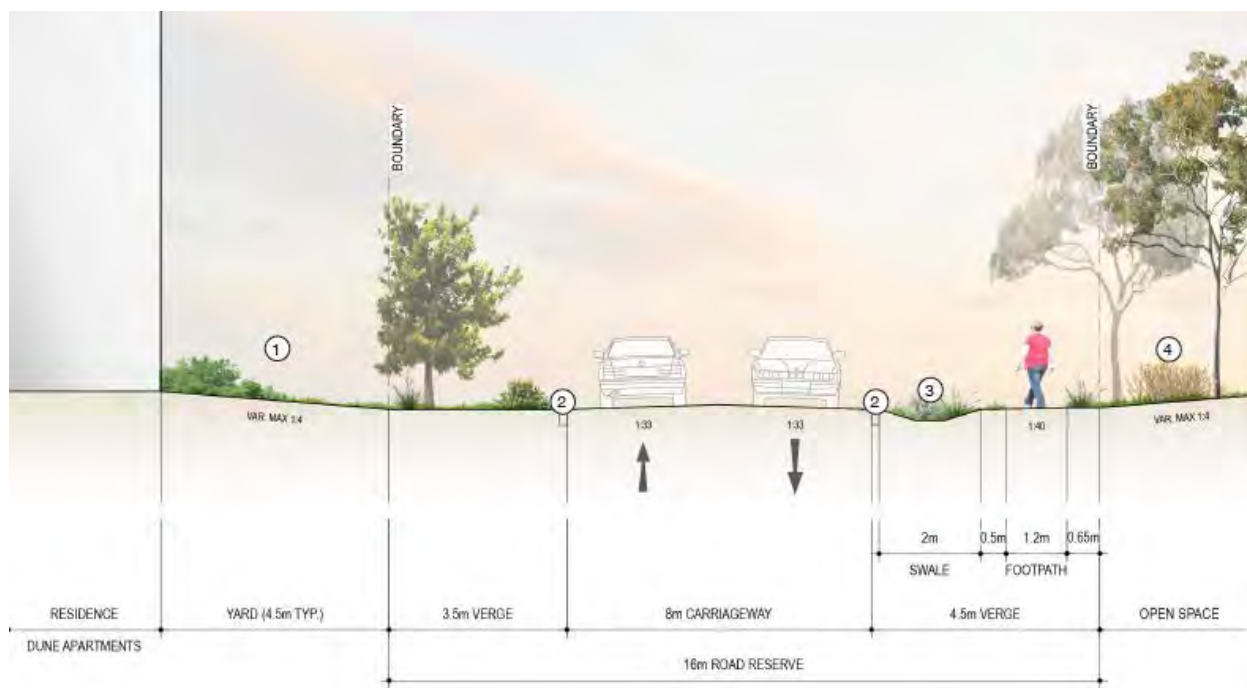 BOUNDARY
BOUNDARY
1
4
2
2
3
VAR. MAX 1:4
1:33
1:33
1:40
VAR. MAX 1:4
2m
0.5m
1.2m
0.65m
SWALE
FOOTPATH
RESIDENCE
YARD (4.5m TYP.)
3.5m VERGE
8m CARRIAGEWAY
4.5m VERGE
OPEN SPACE
DUNE APARTMENTS
16m ROAD RESERVE